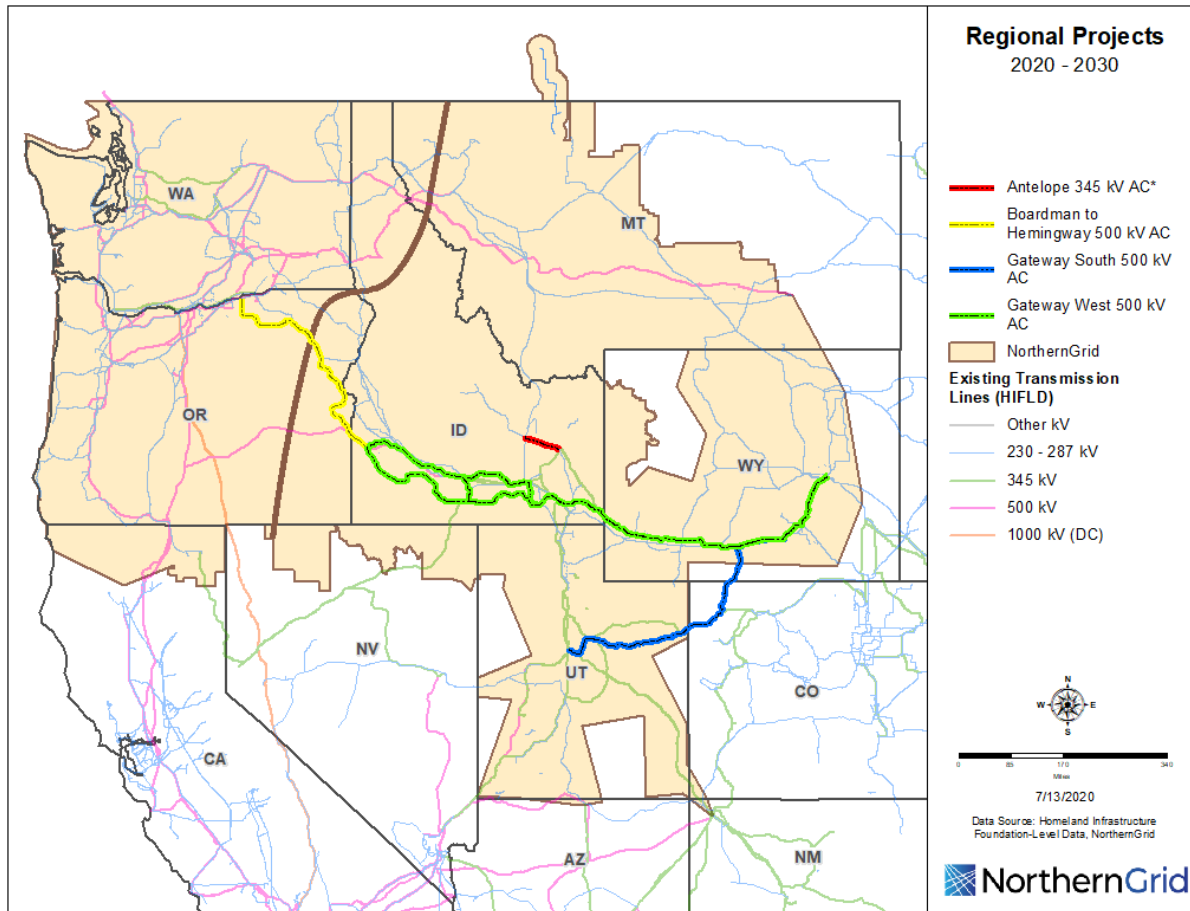 Regional Projects
2020 - 2030
Antelope 345 kV AC*
Boardman to
Hemingway 500 kV AC
Gateway South 500 kV
AC
Gateway West 500 kV
AC
NorthernGrid
Existing Transmission
Lines (HIFLD)
Other kV
230 - 287 kV
345 kV
500 kV
1000 kV (DC)
WA
MT
OR
ID
WY
NV
UT
CO
CA
AZ
NM
N
W E
S
0 85 170 340
Miles
7/13/2020
Data Source: Homeland Infrastructure
Foundation-Level Data, NorthernGrid
NorthernGrid